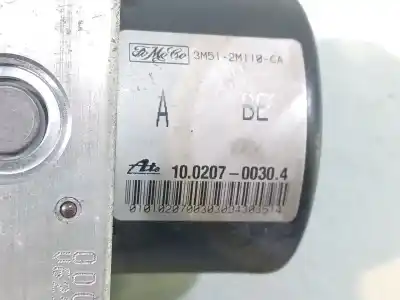 FoMoCo 3M51-2M110-CA
A BE
Ate 10.0207-0030.4